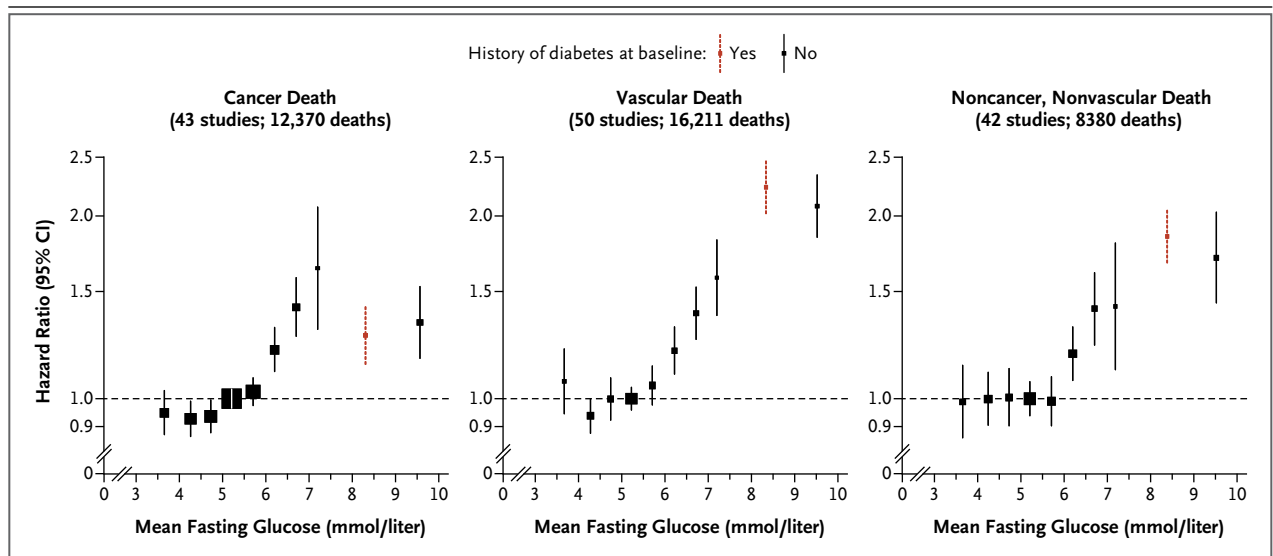 History of diabetes at baseline: Yes No
Cancer Death
(43 studies; 12,370 deaths)
Vascular Death
(50 studies; 16,211 deaths)
Noncancer, Nonvascular Death
(42 studies; 8380 deaths)
Hazard Ratio (95% CI)
2.5
2.0
1.5
1.0
0.9
0
0 3 4 5 6 7 8 9 10
Mean Fasting Glucose (mmol/liter)
2.5
2.0
1.5
1.0
0.9
0
0 3 4 5 6 7 8 9 10
Mean Fasting Glucose (mmol/liter)
2.5
2.0
1.5
1.0
0.9
0
0 3 4 5 6 7 8 9 10
Mean Fasting Glucose (mmol/liter)